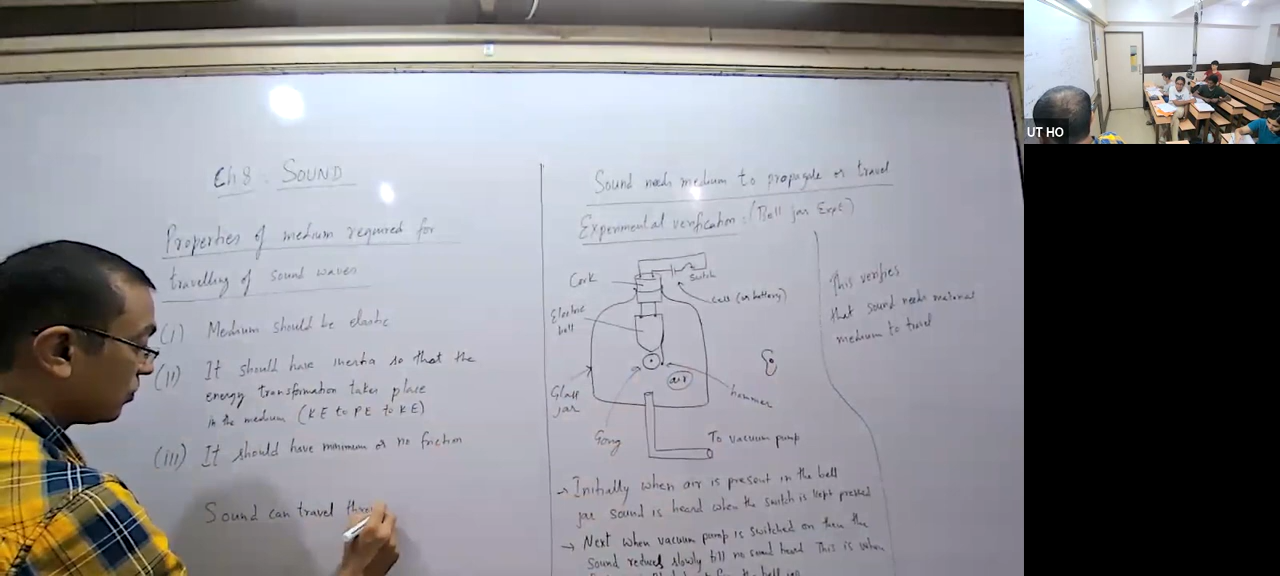 Ch 8. SOUND
Properties of medium required for
travelling of sound waves
(i) Medium should be elastic
(ii) It should have inertia so that the
energy transformation takes place
in the medium (KE to PE to KE)
(iii) It should have minimum or no friction
Sound can travel
Sound needs medium to propagate or travel
Experimental verification: (Bell jar Expt)
Cork
Switch
Cell (or battery)
Electric
bell
Glass
jar
air
hammer
Gong
To vacuum pump
→ Initially when air is present in the bell
jar sound is heard when the switch is kept pressed
→ Next when vacuum pump is switched on then the
sound reduces slowly till no sound heard. This is when
This verifies
that sound needs material
medium to travel
UT HO